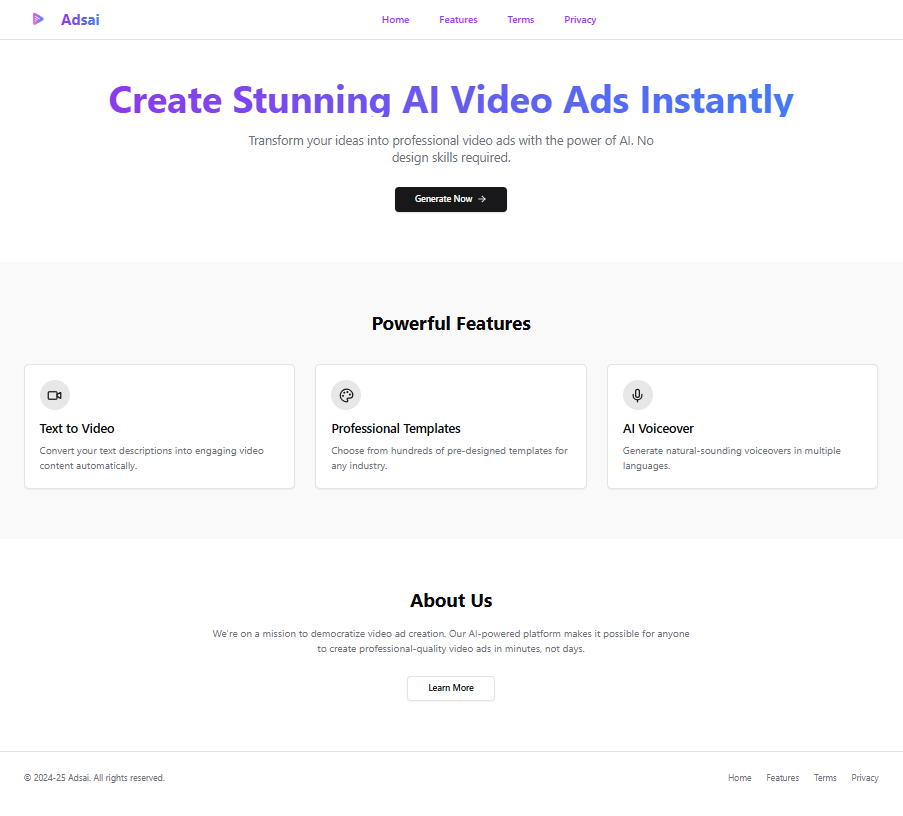 Adsai
Home Features Terms Privacy
Create Stunning AI Video Ads Instantly
Transform your ideas into professional video ads with the power of AI. No
design skills required.
Generate Now →
Powerful Features
Text to Video
Convert your text descriptions into engaging video
content automatically.
Professional Templates
Choose from hundreds of pre-designed templates for
any industry.
AI Voiceover
Generate natural-sounding voiceovers in multiple
languages.
About Us
We're on a mission to democratize video ad creation. Our AI-powered platform makes it possible for anyone
to create professional-quality video ads in minutes, not days.
Learn More
© 2024-25 Adsai. All rights reserved.
Home Features Terms Privacy